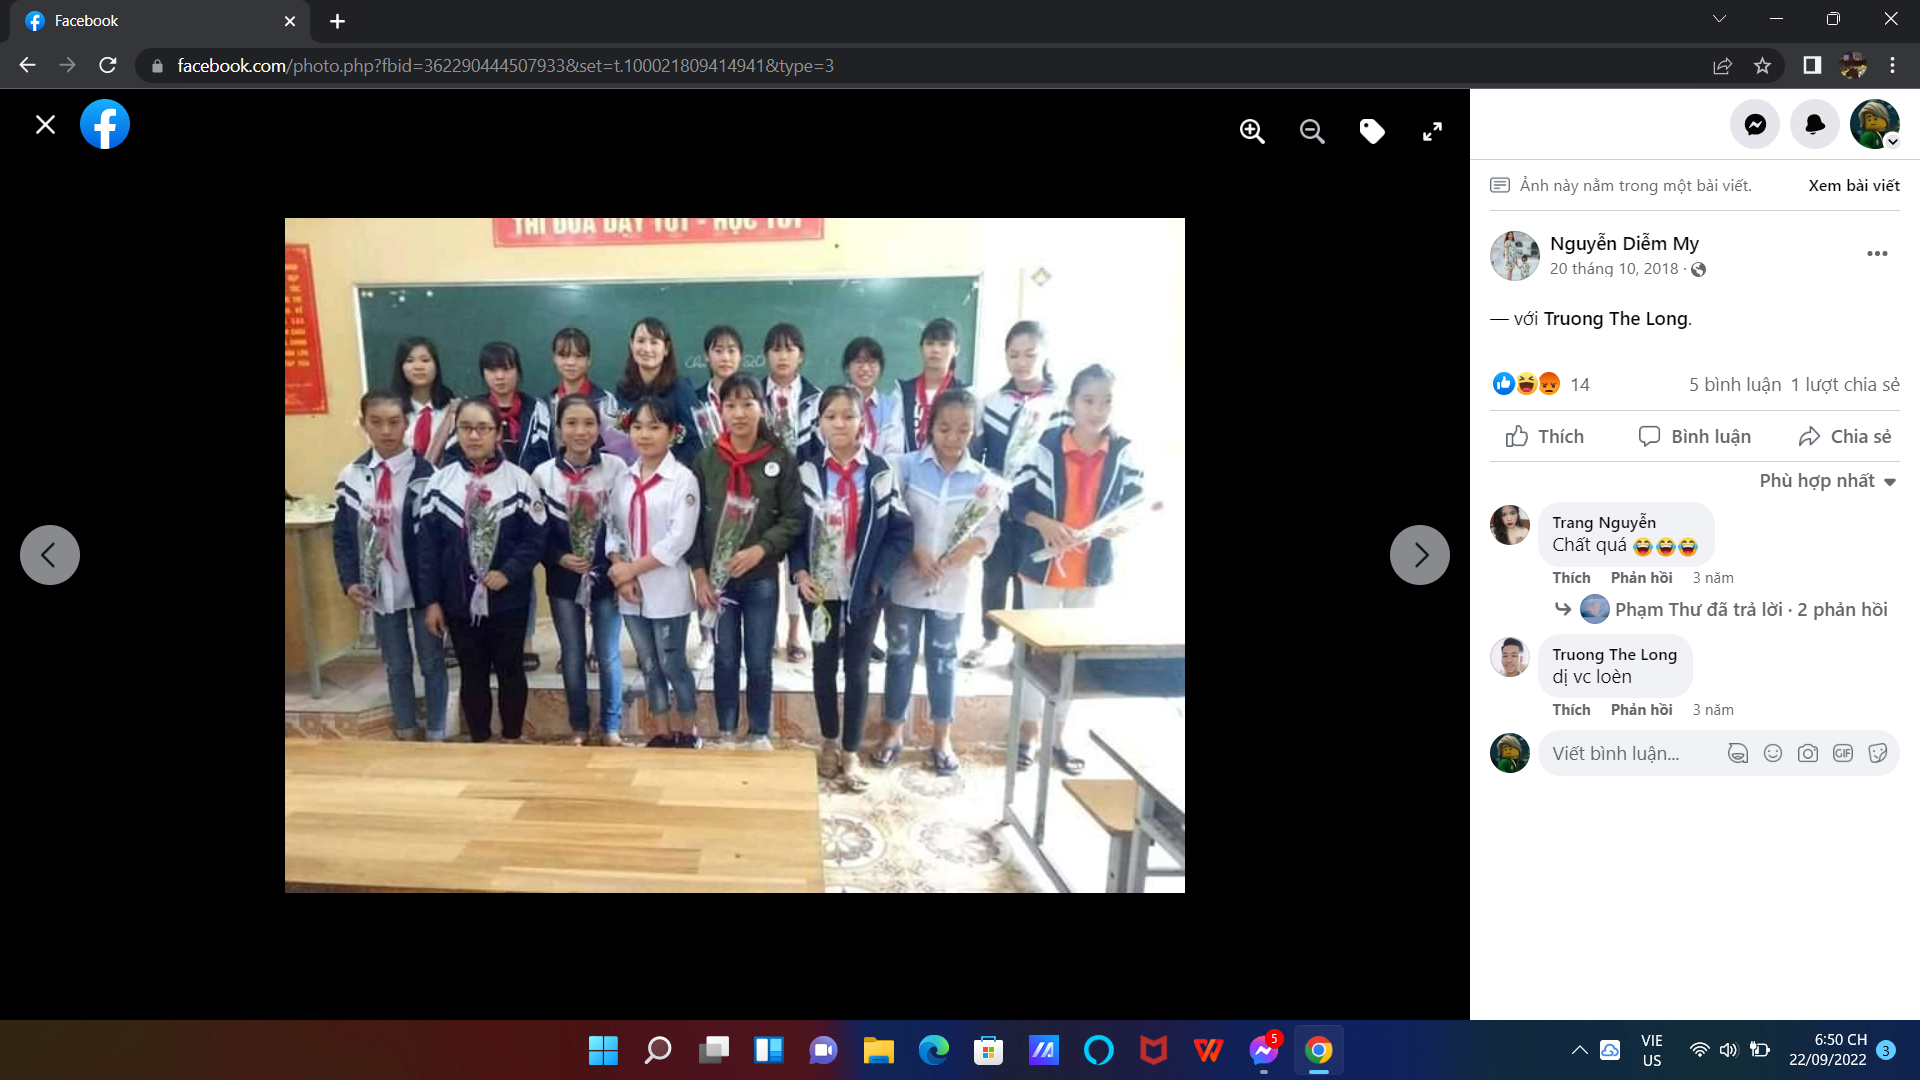 Facebook
facebook.com/photo.php?fbid=362290444507933&set=t.100021809414941&type=3
THI ĐUA DẠY TỐT - HỌC TỐT
Ảnh này nằm trong một bài viết.
Xem bài viết
Nguyễn Diễm My
20 tháng 10, 2018 ·
— với Truong The Long.
14
5 bình luận 1 lượt chia sẻ
Thích
Bình luận
Chia sẻ
Phù hợp nhất
Trang Nguyễn
Chất quá 😂😂😂
Thích Phản hồi 3 năm
Phạm Thư đã trả lời · 2 phản hồi
Truong The Long
dị vc loèn
Thích Phản hồi 3 năm
Viết bình luận...
GIF
5
VIE
US
6:50 CH
22/09/2022
3